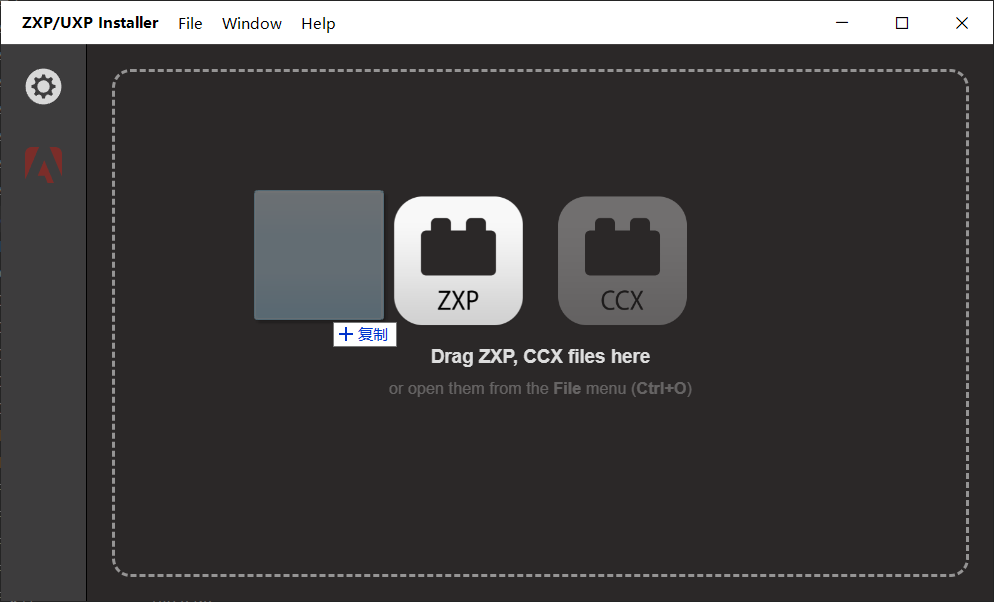 ZXP/UXP Installer File Window Help
ZXP
CCX
复制
Drag ZXP, CCX files here
or open them from the File menu (Ctrl+O)